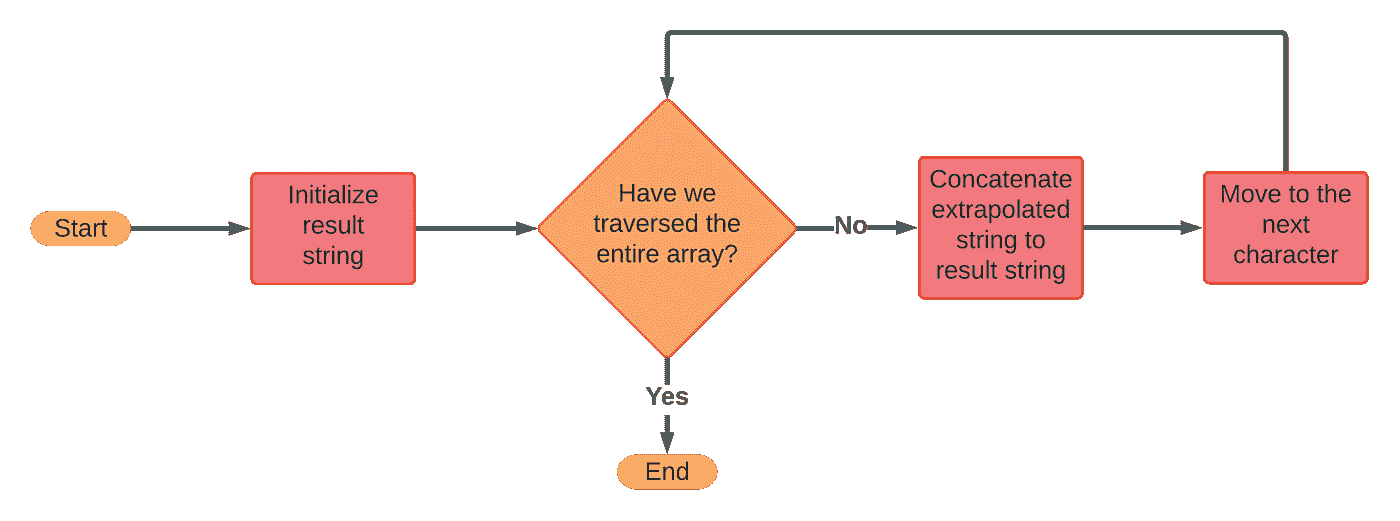 Start
Initialize
result
string
Have we
traversed the
entire array?
No
Concatenate
extrapolated
string to
result string
Move to the
next
character
Yes
End